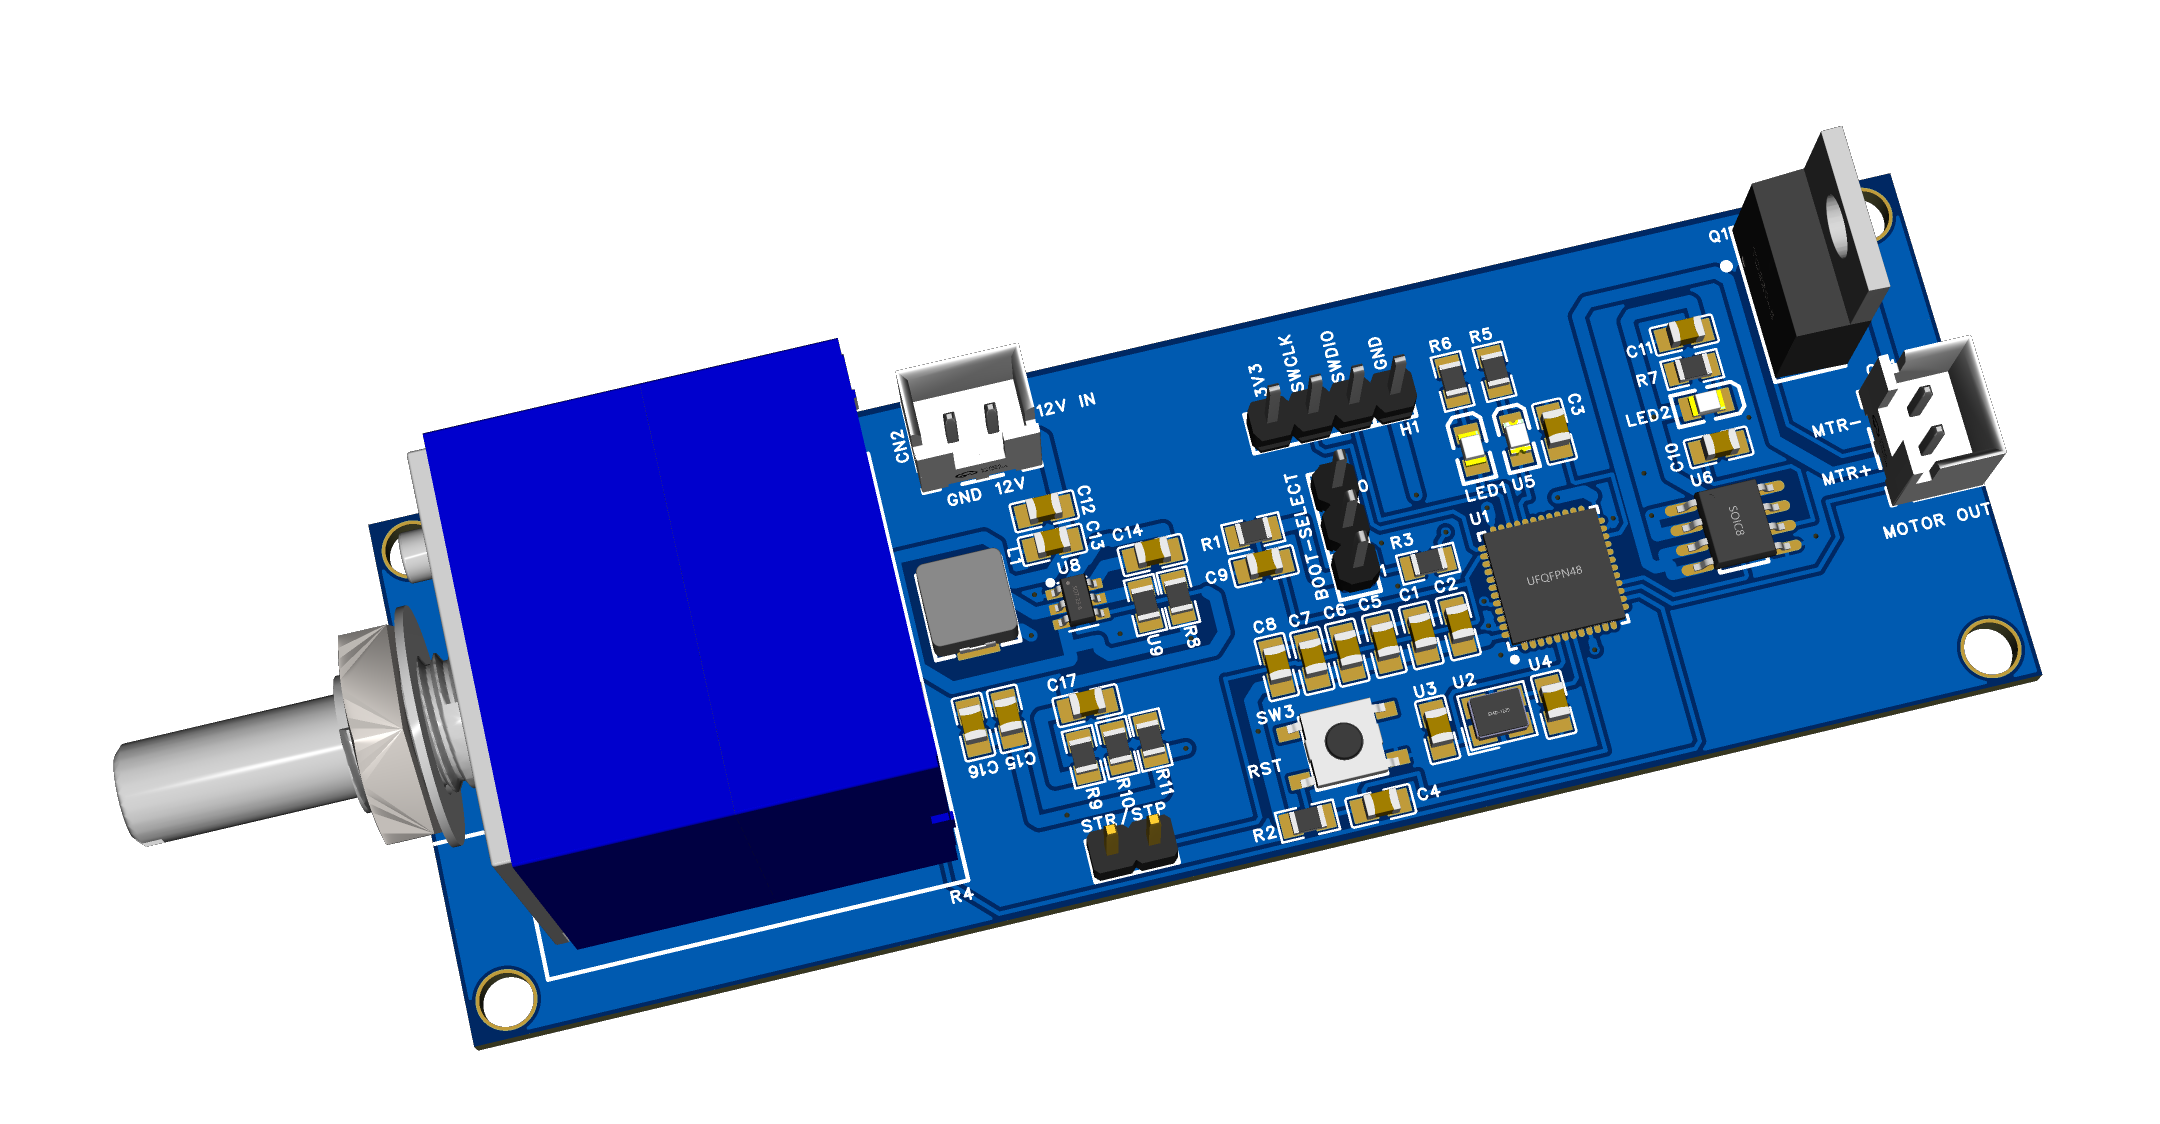 Q1
C11
R7
LED2
C10
U6
SOIC8
MTR-
MTR+
MOTOR OUT
R6
R5
C3
3V3
SWCLK
SWDIO
GND
H1
LED1
U5
12V IN
CN2
GND
12V
C12
C13
L1
U8
C14
U9
R8
R1
C9
BOOT-SELECT
R3
U1
UFQFPN48
C8
C7
C6
C5
C1
C2
U3
U2
U4
SW3
RST
R2
C4
C17
C16
C15
R9
R10
R11
STR/STP
R4